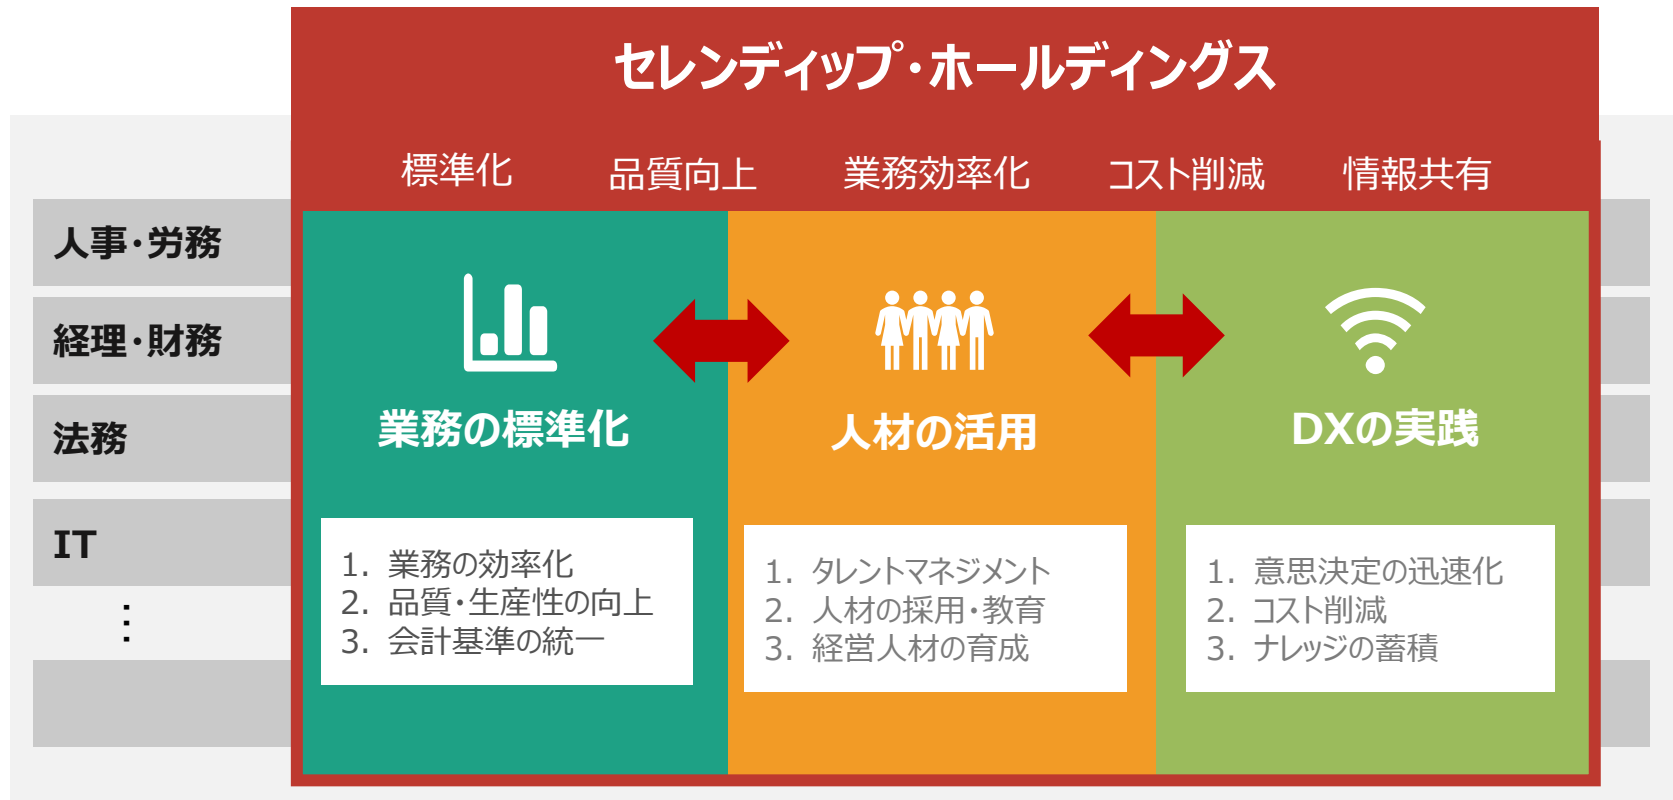 セレンディップ・ホールディングス
標準化 品質向上 業務効率化 コスト削減 情報共有
人事・労務
経理・財務
法務
IT
⋮
業務の標準化
1. 業務の効率化
2. 品質・生産性の向上
3. 会計基準の統一
人材の活用
1. タレントマネジメント
2. 人材の採用・教育
3. 経営人材の育成
DXの実践
1. 意思決定の迅速化
2. コスト削減
3. ナレッジの蓄積